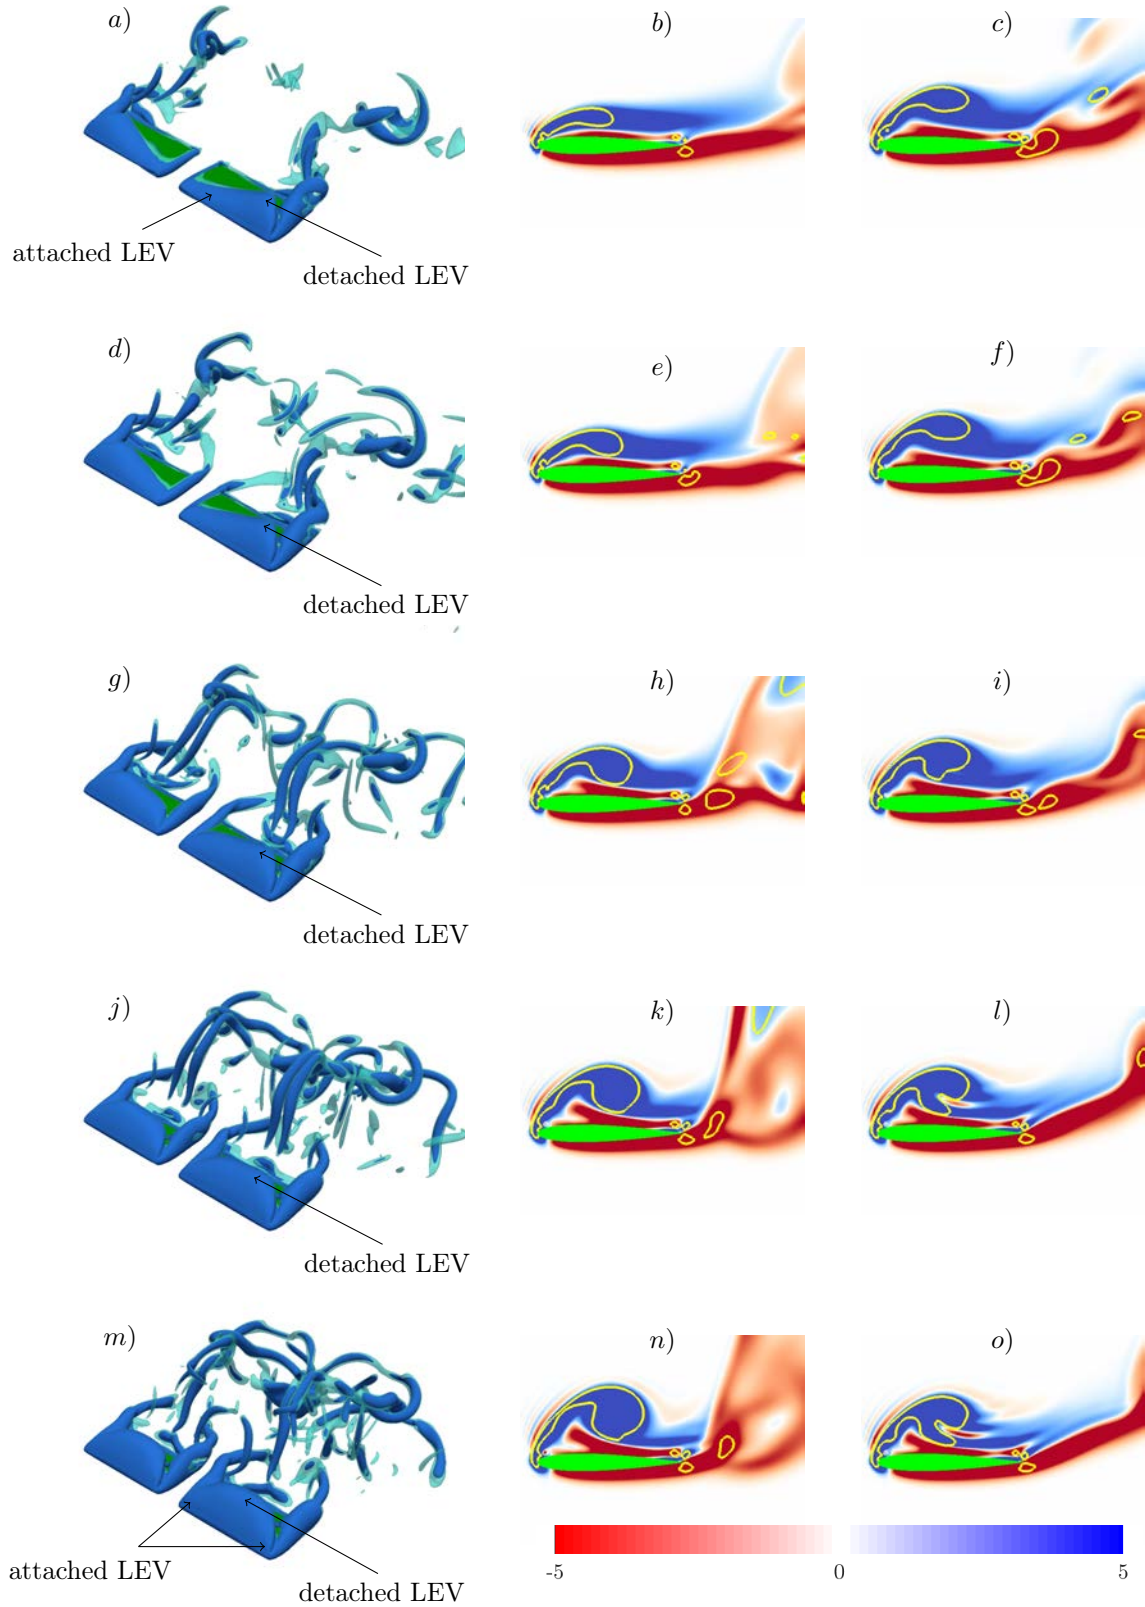 a) b) c)
attached LEV
detached LEV
d) e) f)
detached LEV
g) h) i)
detached LEV
j) k) l)
detached LEV
m) n) o)
attached LEV
detached LEV
-5 0 5